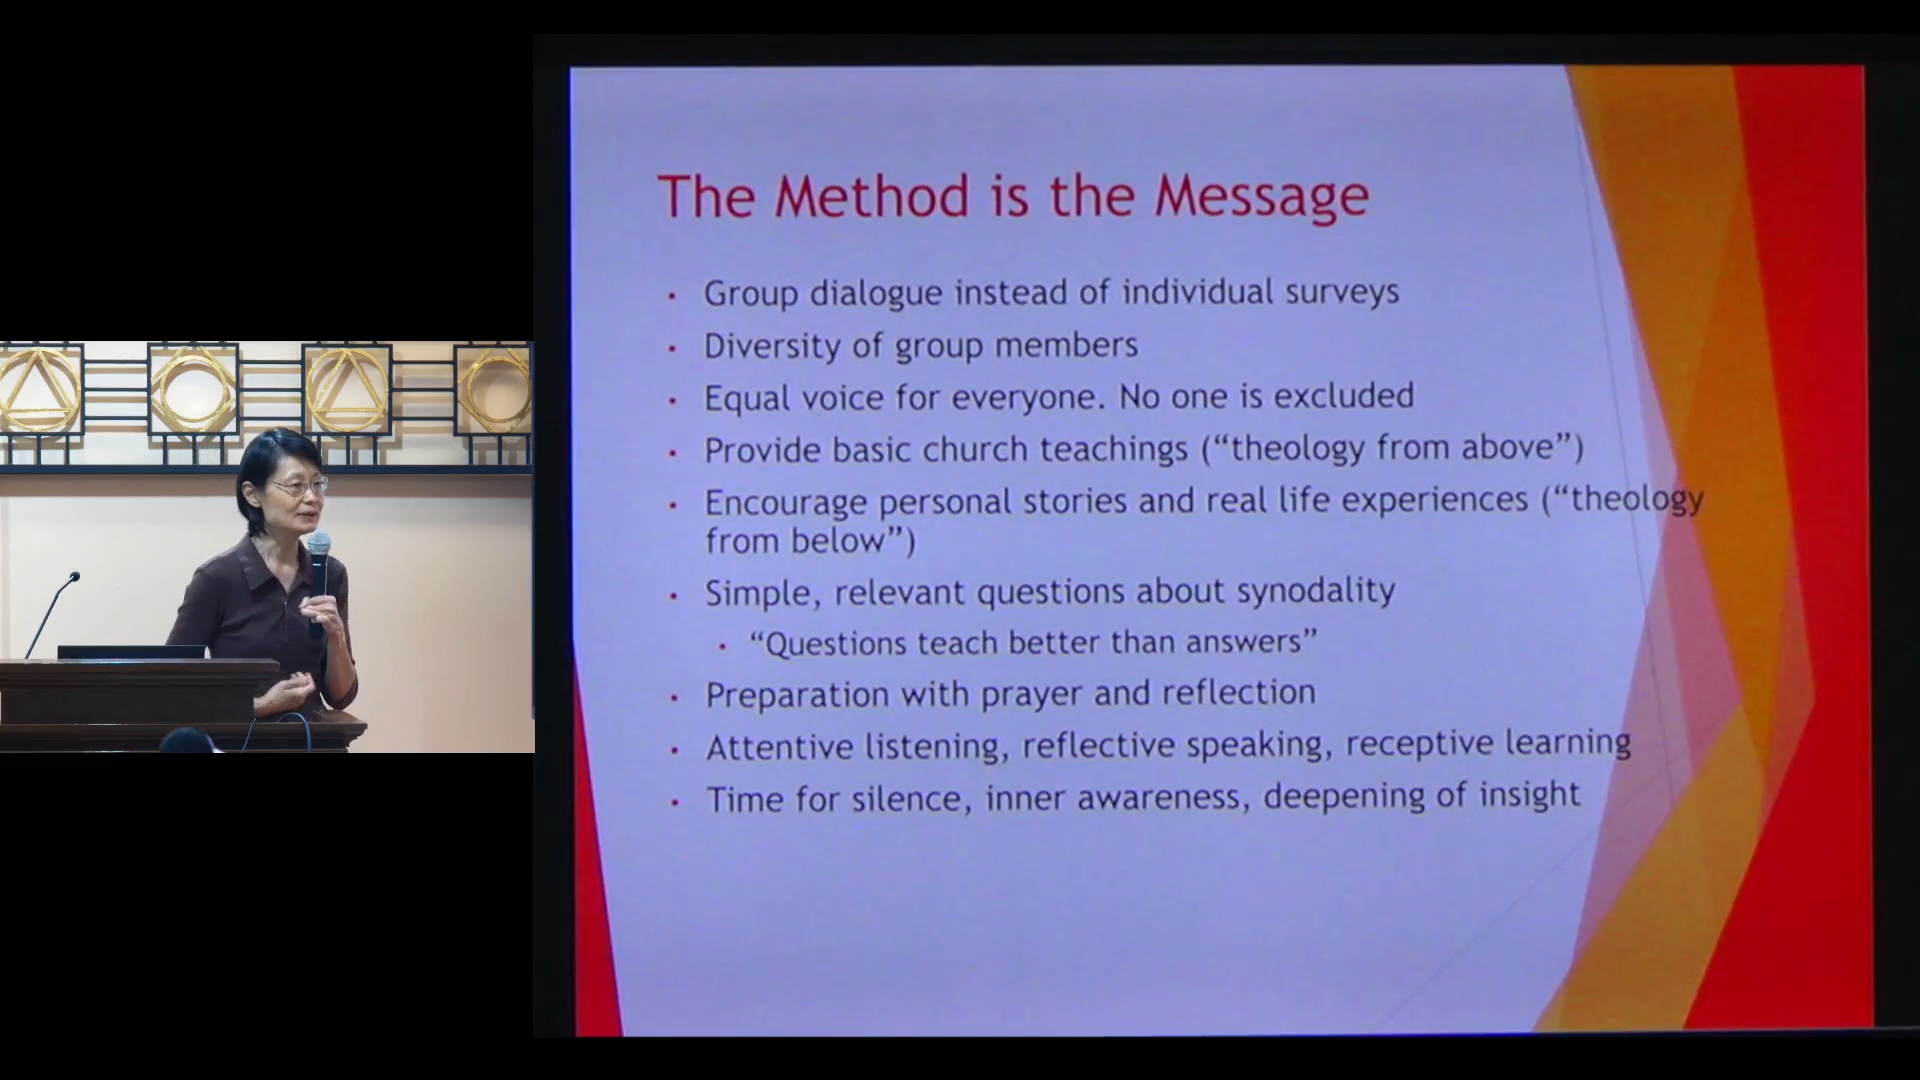 The Method is the Message
• Group dialogue instead of individual surveys
• Diversity of group members
• Equal voice for everyone. No one is excluded
• Provide basic church teachings (“theology from above”)
• Encourage personal stories and real life experiences (“theology
from below”)
• Simple, relevant questions about synodality
• “Questions teach better than answers”
• Preparation with prayer and reflection
• Attentive listening, reflective speaking, receptive learning
• Time for silence, inner awareness, deepening of insight